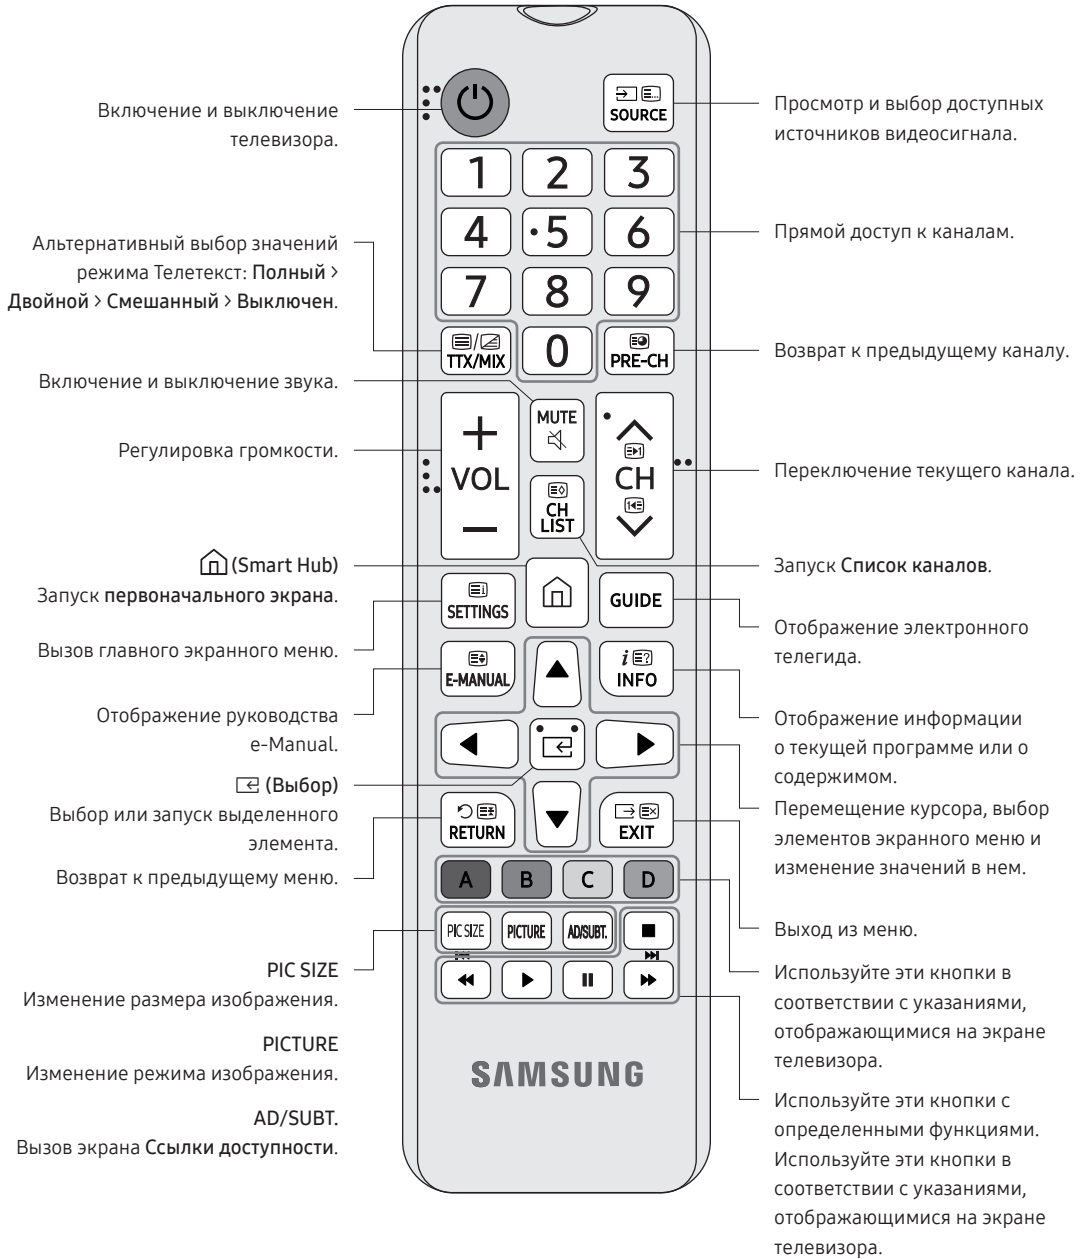 Включение и выключение
телевизора.
Альтернативный выбор значений
режима Телетекст: Полный >
Двойной > Смешанный > Выключен.
Включение и выключение звука.
Регулировка громкости.
(Smart Hub)
Запуск первоначального экрана.
Вызов главного экранного меню.
Отображение руководства
e-Manual.
(Выбор)
Выбор или запуск выделенного
элемента.
Возврат к предыдущему меню.
PIC SIZE
Изменение размера изображения.
PICTURE
Изменение режима изображения.
AD/SUBT.
Вызов экрана Ссылки доступности.
SOURCE
1 2 3
4 5 6
7 8 9
TTX/MIX 0 PRE-CH
MUTE
VOL
CH
CH
LIST
SETTINGS
GUIDE
E-MANUAL
INFO
RETURN
EXIT
A B C D
PIC SIZE PICTURE AD/SUBT.
SAMSUNG
Просмотр и выбор доступных
источников видеосигнала.
Прямой доступ к каналам.
Возврат к предыдущему каналу.
Переключение текущего канала.
Запуск Список каналов.
Отображение электронного
телегида.
Отображение информации
о текущей программе или о
содержимом.
Перемещение курсора, выбор
элементов экранного меню и
изменение значений в нем.
Выход из меню.
Используйте эти кнопки в
соответствии с указаниями,
отображающимися на экране
телевизора.
Используйте эти кнопки с
определенными функциями.
Используйте эти кнопки в
соответствии с указаниями,
отображающимися на экране
телевизора.